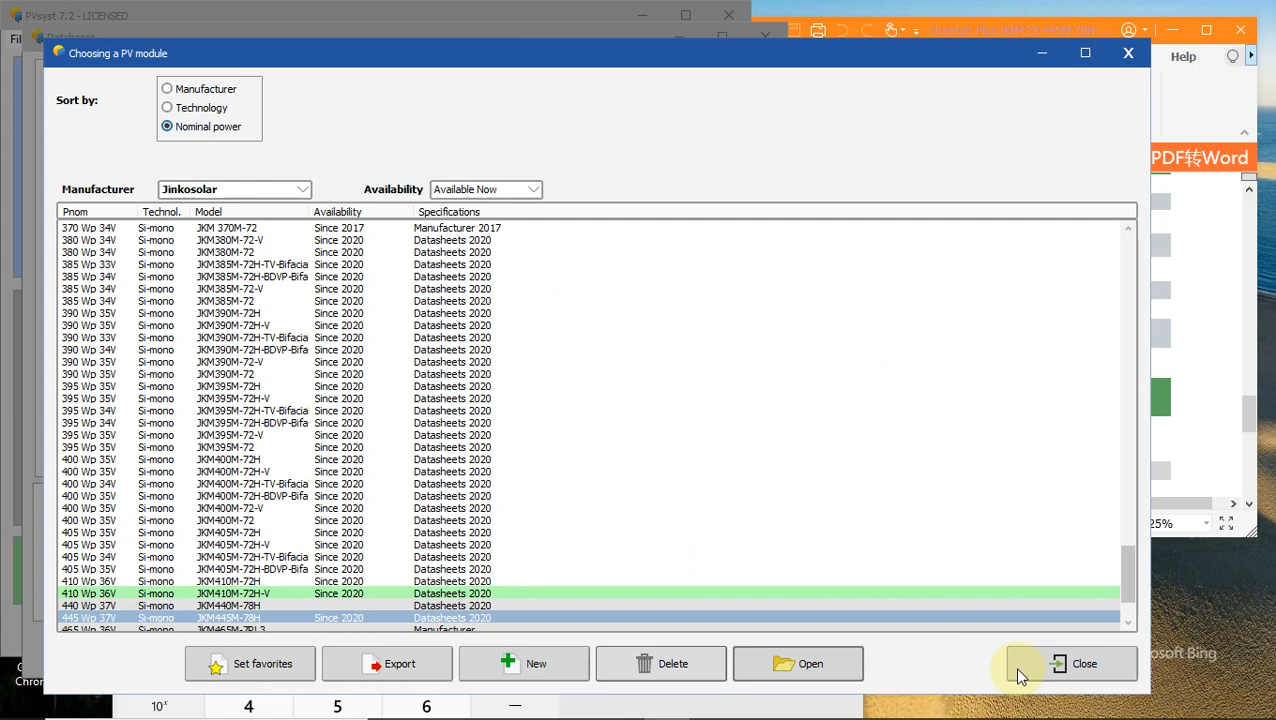 PVsyst 7.2 - LICENSED
Choosing a PV module
Help
Sort by:
Manufacturer
Technology
Nominal power
PDF转Word
Manufacturer Jinkosolar Availability Available Now
Pnom Technol. Model Availability Specifications
370 Wp 34V Si-mono JKM 370M-72 Since 2017 Manufacturer 2017
380 Wp 34V Si-mono JKM380M-72-V Since 2020 Datasheets 2020
380 Wp 34V Si-mono JKM380M-72 Since 2020 Datasheets 2020
385 Wp 33V Si-mono JKM385M-72H-TV-Bifacia Since 2020 Datasheets 2020
385 Wp 34V Si-mono JKM385M-72H-BDVP-Bifa Since 2020 Datasheets 2020
385 Wp 34V Si-mono JKM385M-72-V Since 2020 Datasheets 2020
385 Wp 34V Si-mono JKM385M-72 Since 2020 Datasheets 2020
390 Wp 35V Si-mono JKM390M-72H Since 2020 Datasheets 2020
390 Wp 35V Si-mono JKM390M-72H-V Since 2020 Datasheets 2020
390 Wp 33V Si-mono JKM390M-72H-TV-Bifacia Since 2020 Datasheets 2020
390 Wp 34V Si-mono JKM390M-72H-BDVP-Bifa Since 2020 Datasheets 2020
390 Wp 35V Si-mono JKM390M-72-V Since 2020 Datasheets 2020
390 Wp 35V Si-mono JKM390M-72 Since 2020 Datasheets 2020
395 Wp 35V Si-mono JKM395M-72H Since 2020 Datasheets 2020
395 Wp 35V Si-mono JKM395M-72H-V Since 2020 Datasheets 2020
395 Wp 34V Si-mono JKM395M-72H-TV-Bifacia Since 2020 Datasheets 2020
395 Wp 34V Si-mono JKM395M-72H-BDVP-Bifa Since 2020 Datasheets 2020
395 Wp 35V Si-mono JKM395M-72-V Since 2020 Datasheets 2020
395 Wp 35V Si-mono JKM395M-72 Since 2020 Datasheets 2020
400 Wp 35V Si-mono JKM400M-72H Since 2020 Datasheets 2020
400 Wp 35V Si-mono JKM400M-72H-V Since 2020 Datasheets 2020
400 Wp 34V Si-mono JKM400M-72H-TV-Bifacia Since 2020 Datasheets 2020
400 Wp 35V Si-mono JKM400M-72H-BDVP-Bifa Since 2020 Datasheets 2020
400 Wp 35V Si-mono JKM400M-72-V Since 2020 Datasheets 2020
400 Wp 35V Si-mono JKM400M-72 Since 2020 Datasheets 2020
405 Wp 35V Si-mono JKM405M-72H Since 2020 Datasheets 2020
405 Wp 35V Si-mono JKM405M-72H-V Since 2020 Datasheets 2020
405 Wp 34V Si-mono JKM405M-72H-TV-Bifacia Since 2020 Datasheets 2020
405 Wp 35V Si-mono JKM405M-72H-BDVP-Bifa Since 2020 Datasheets 2020
410 Wp 36V Si-mono JKM410M-72H Since 2020 Datasheets 2020
410 Wp 36V Si-mono JKM410M-72H-V Since 2020 Datasheets 2020
440 Wp 37V Si-mono JKM440M-78H Datasheets 2020
445 Wp 37V Si-mono JKM445M-78H Since 2020 Datasheets 2020
465 Wp 36V Si-mono JKM465M-7RL3 Manufacturer
25%
Set favorites Export New Delete Open Close
osoft Bing
Chror
10ˣ 4 5 6